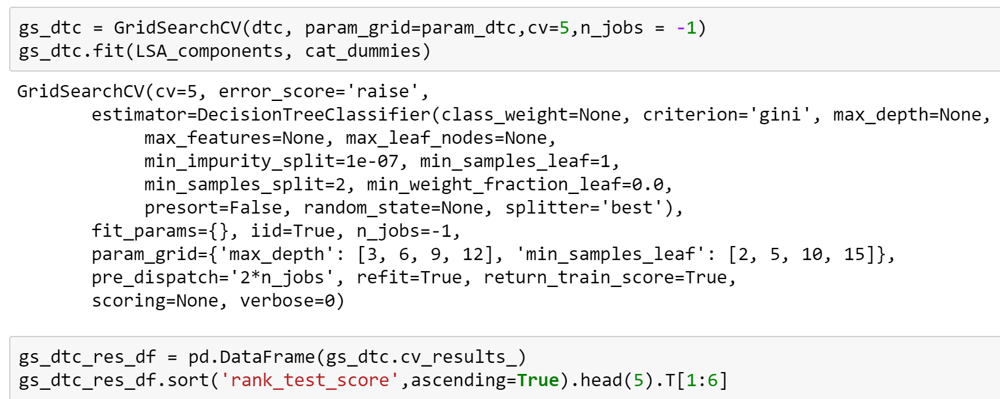 gs_dtc = GridSearchCV(dtc, param_grid=param_dtc,cv=5,n_jobs = -1)
gs_dtc.fit(LSA_components, cat_dummies)
GridSearchCV(cv=5, error_score='raise',
estimator=DecisionTreeClassifier(class_weight=None, criterion='gini', max_depth=None,
max_features=None, max_leaf_nodes=None,
min_impurity_split=1e-07, min_samples_leaf=1,
min_samples_split=2, min_weight_fraction_leaf=0.0,
presort=False, random_state=None, splitter='best'),
fit_params={}, iid=True, n_jobs=-1,
param_grid={'max_depth': [3, 6, 9, 12], 'min_samples_leaf': [2, 5, 10, 15]},
pre_dispatch='2*n_jobs', refit=True, return_train_score=True,
scoring=None, verbose=0)
gs_dtc_res_df = pd.DataFrame(gs_dtc.cv_results_)
gs_dtc_res_df.sort('rank_test_score',ascending=True).head(5).T[1:6]